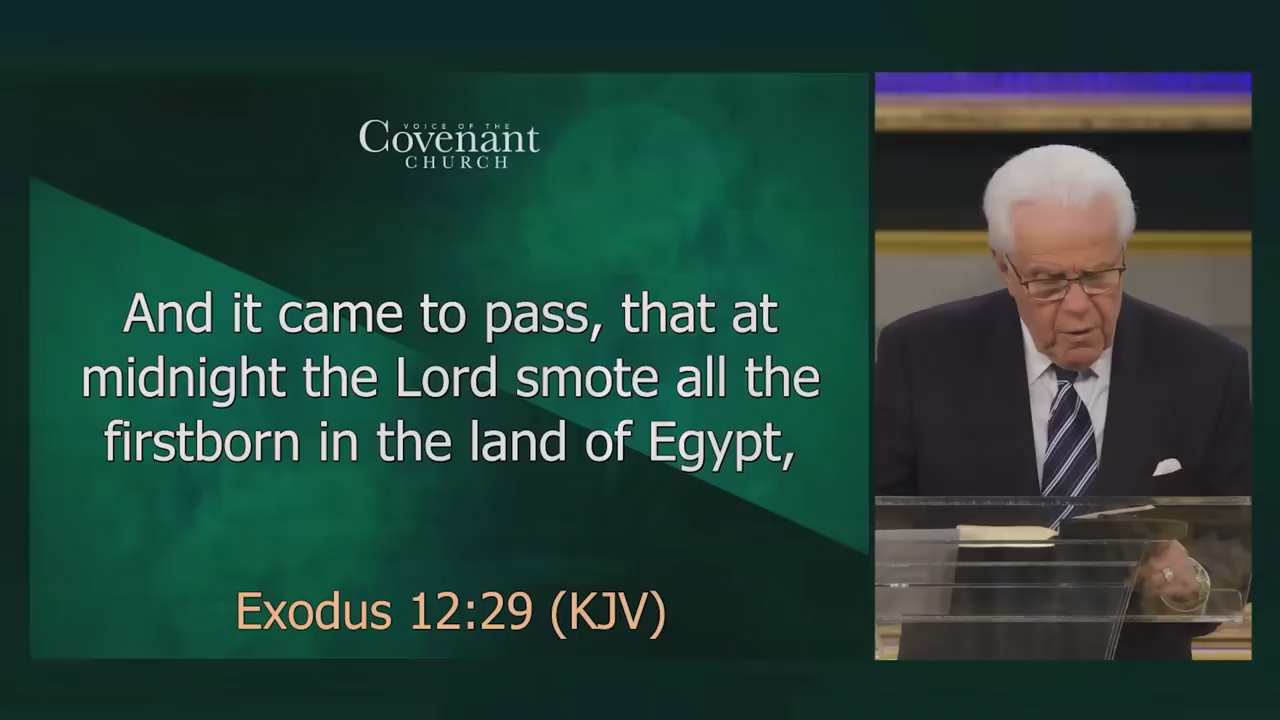 VOICE OF THE
Covenant
CHURCH
And it came to pass, that at
midnight the Lord smote all the
firstborn in the land of Egypt,
Exodus 12:29 (KJV)